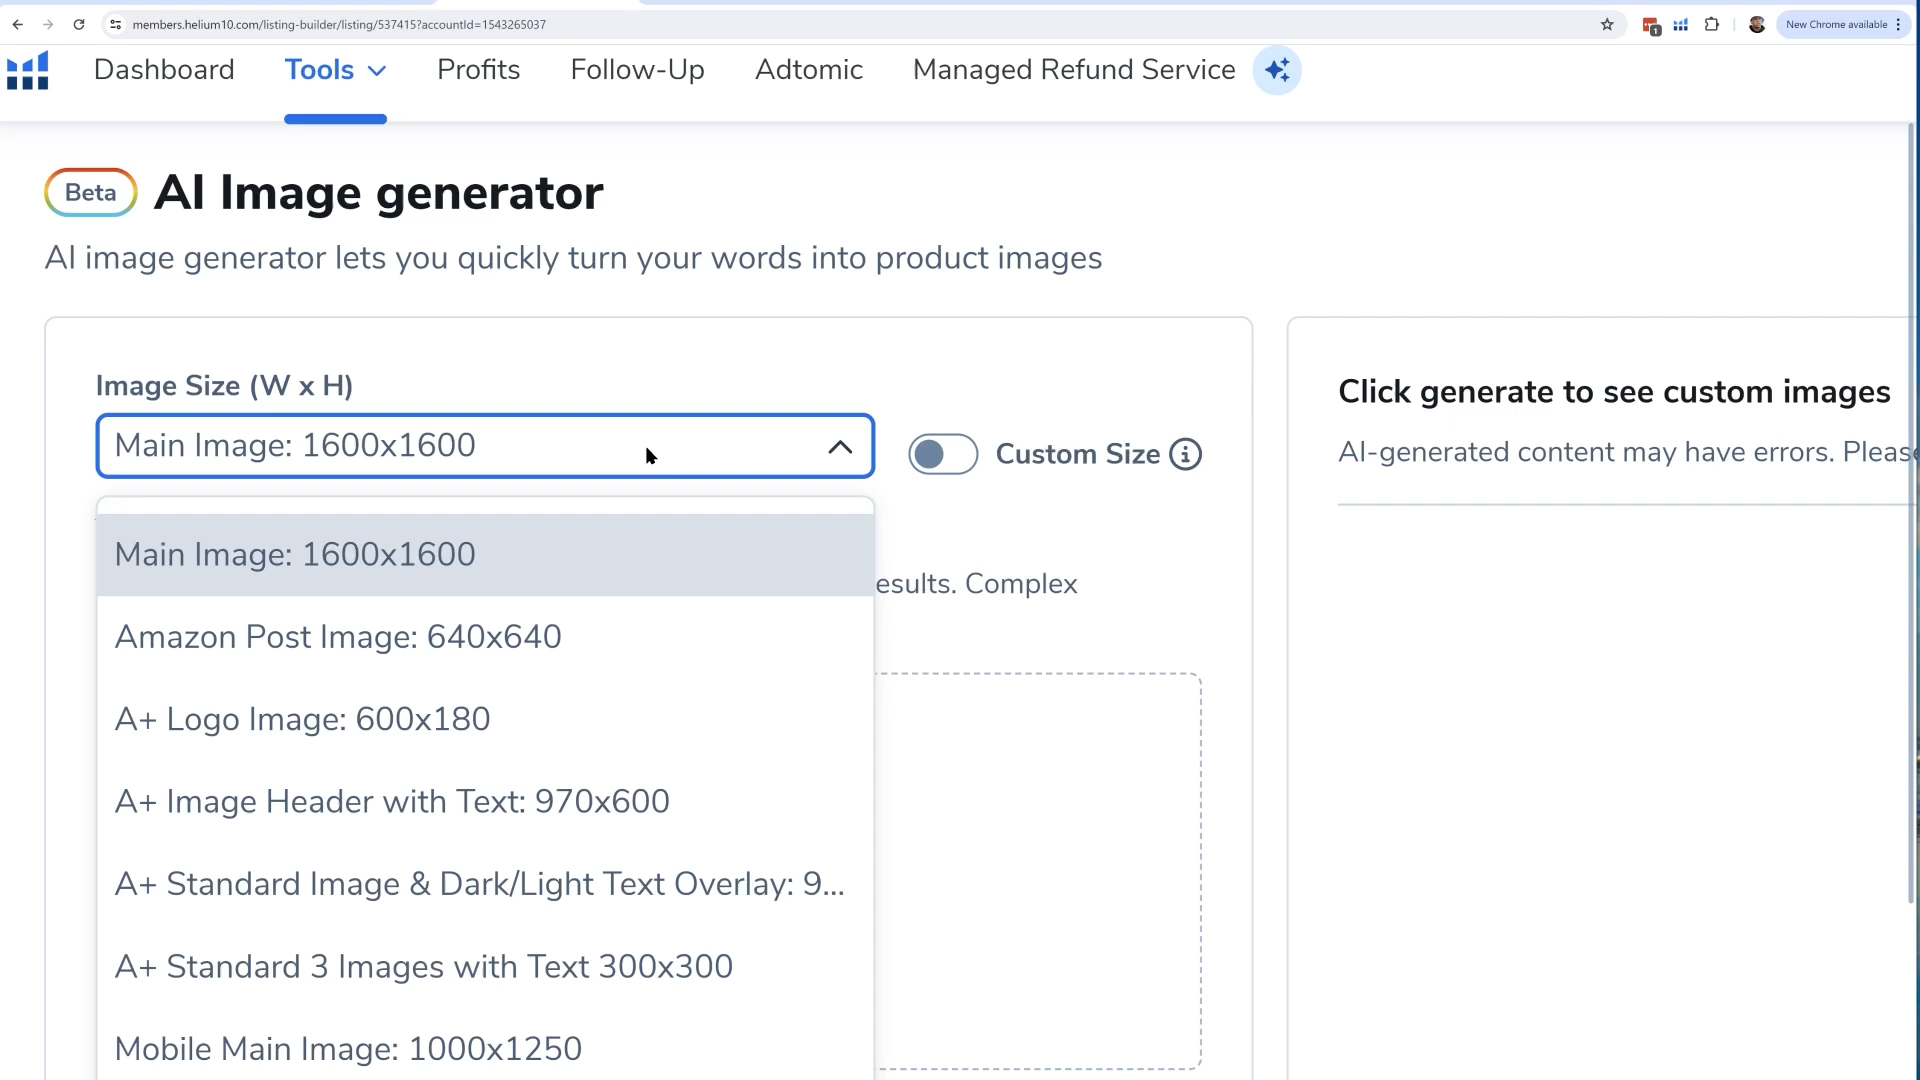 members.helium10.com/listing-builder/listing/537415?accountId=1543265037
1
New Chrome available
Dashboard
Tools
Profits
Follow-Up
Adtomic
Managed Refund Service
Beta
AI Image generator
AI image generator lets you quickly turn your words into product images
Image Size (W x H)
Main Image: 1600x1600
Custom Size
Main Image: 1600x1600
Amazon Post Image: 640x640
A+ Logo Image: 600x180
A+ Image Header with Text: 970x600
A+ Standard Image & Dark/Light Text Overlay: 9...
A+ Standard 3 Images with Text 300x300
Mobile Main Image: 1000x1250
esults. Complex
Click generate to see custom images
AI-generated content may have errors. Please